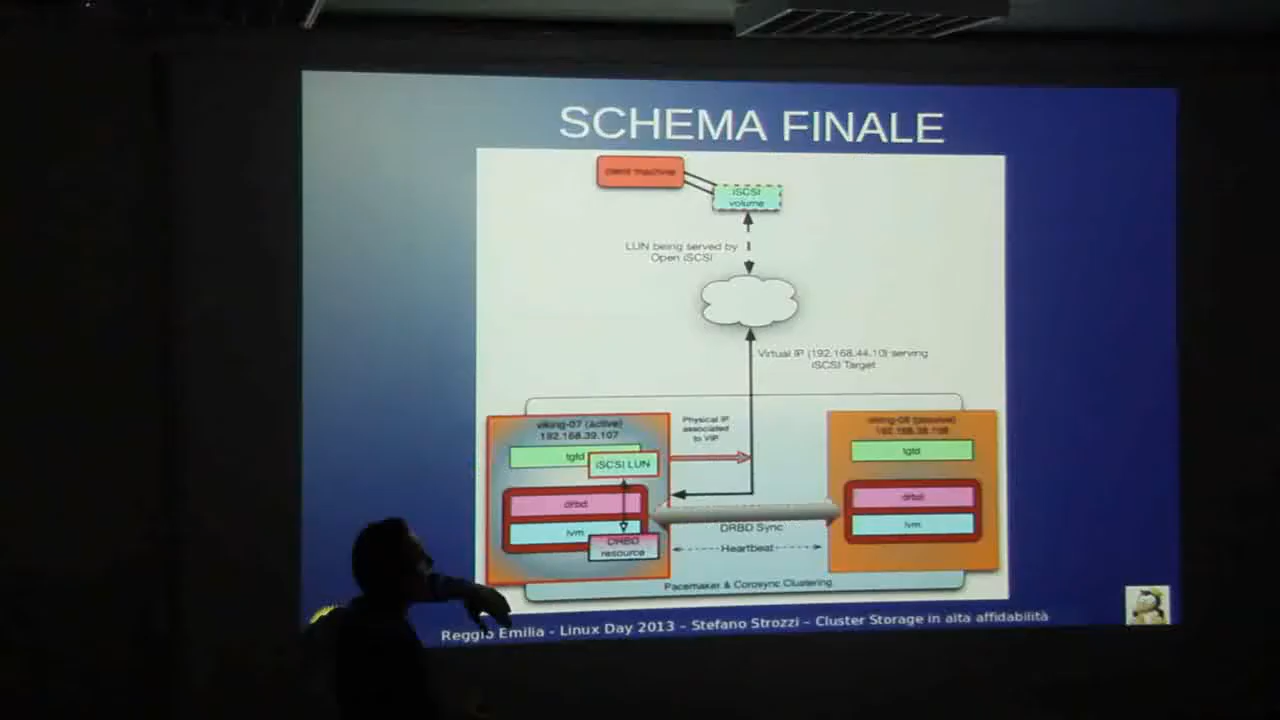 SCHEMA FINALE
client machine
iSCSI
volume
LUN being served by
Open iSCSI
Virtual IP (192.168.44.10) serving
iSCSI Target
viking-07 (active)
192.168.39.107
tgtd
iSCSI LUN
drbd
lvm
DRBD
resource
Physical IP
associated
to VIP
DRBD Sync
Heartbeat
(passive)
tgtd
drbd
lvm
Pacemaker & Corosync Clustering
Reggio Emilia - Linux Day 2013 – Stefano Strozzi – Cluster Storage in alta affidabilità